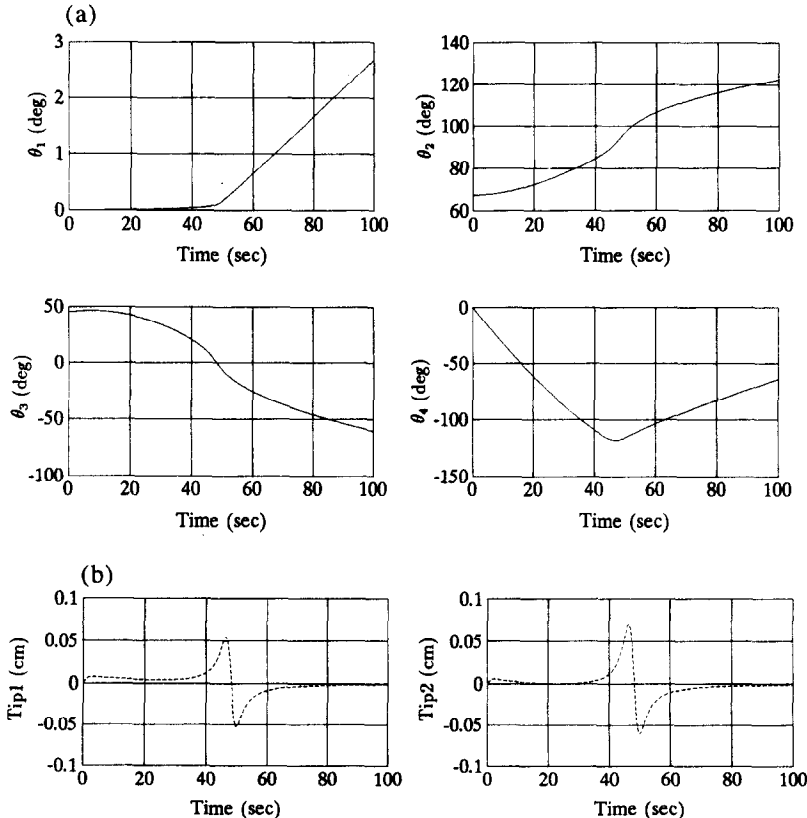 (a)
3
2
1
0
θ₁ (deg)
0 20 40 60 80 100
Time (sec)
140
120
100
80
60
θ₂ (deg)
0 20 40 60 80 100
Time (sec)
50
0
-50
-100
θ₃ (deg)
0 20 40 60 80 100
Time (sec)
0
-50
-100
-150
θ₄ (deg)
0 20 40 60 80 100
Time (sec)
(b)
0.1
0.05
0
-0.05
-0.1
Tip1 (cm)
0 20 40 60 80 100
Time (sec)
0.1
0.05
0
-0.05
-0.1
Tip2 (cm)
0 20 40 60 80 100
Time (sec)